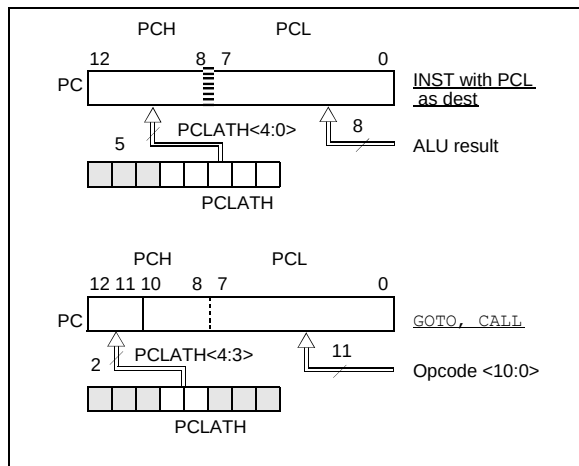 PCH PCL
12 8 7 0
PC
INST with PCL
as dest
PCLATH<4:0>
5
8
ALU result
PCLATH
PCH PCL
12 11 10 8 7 0
PC
GOTO, CALL
2
PCLATH<4:3>
11
Opcode <10:0>
PCLATH